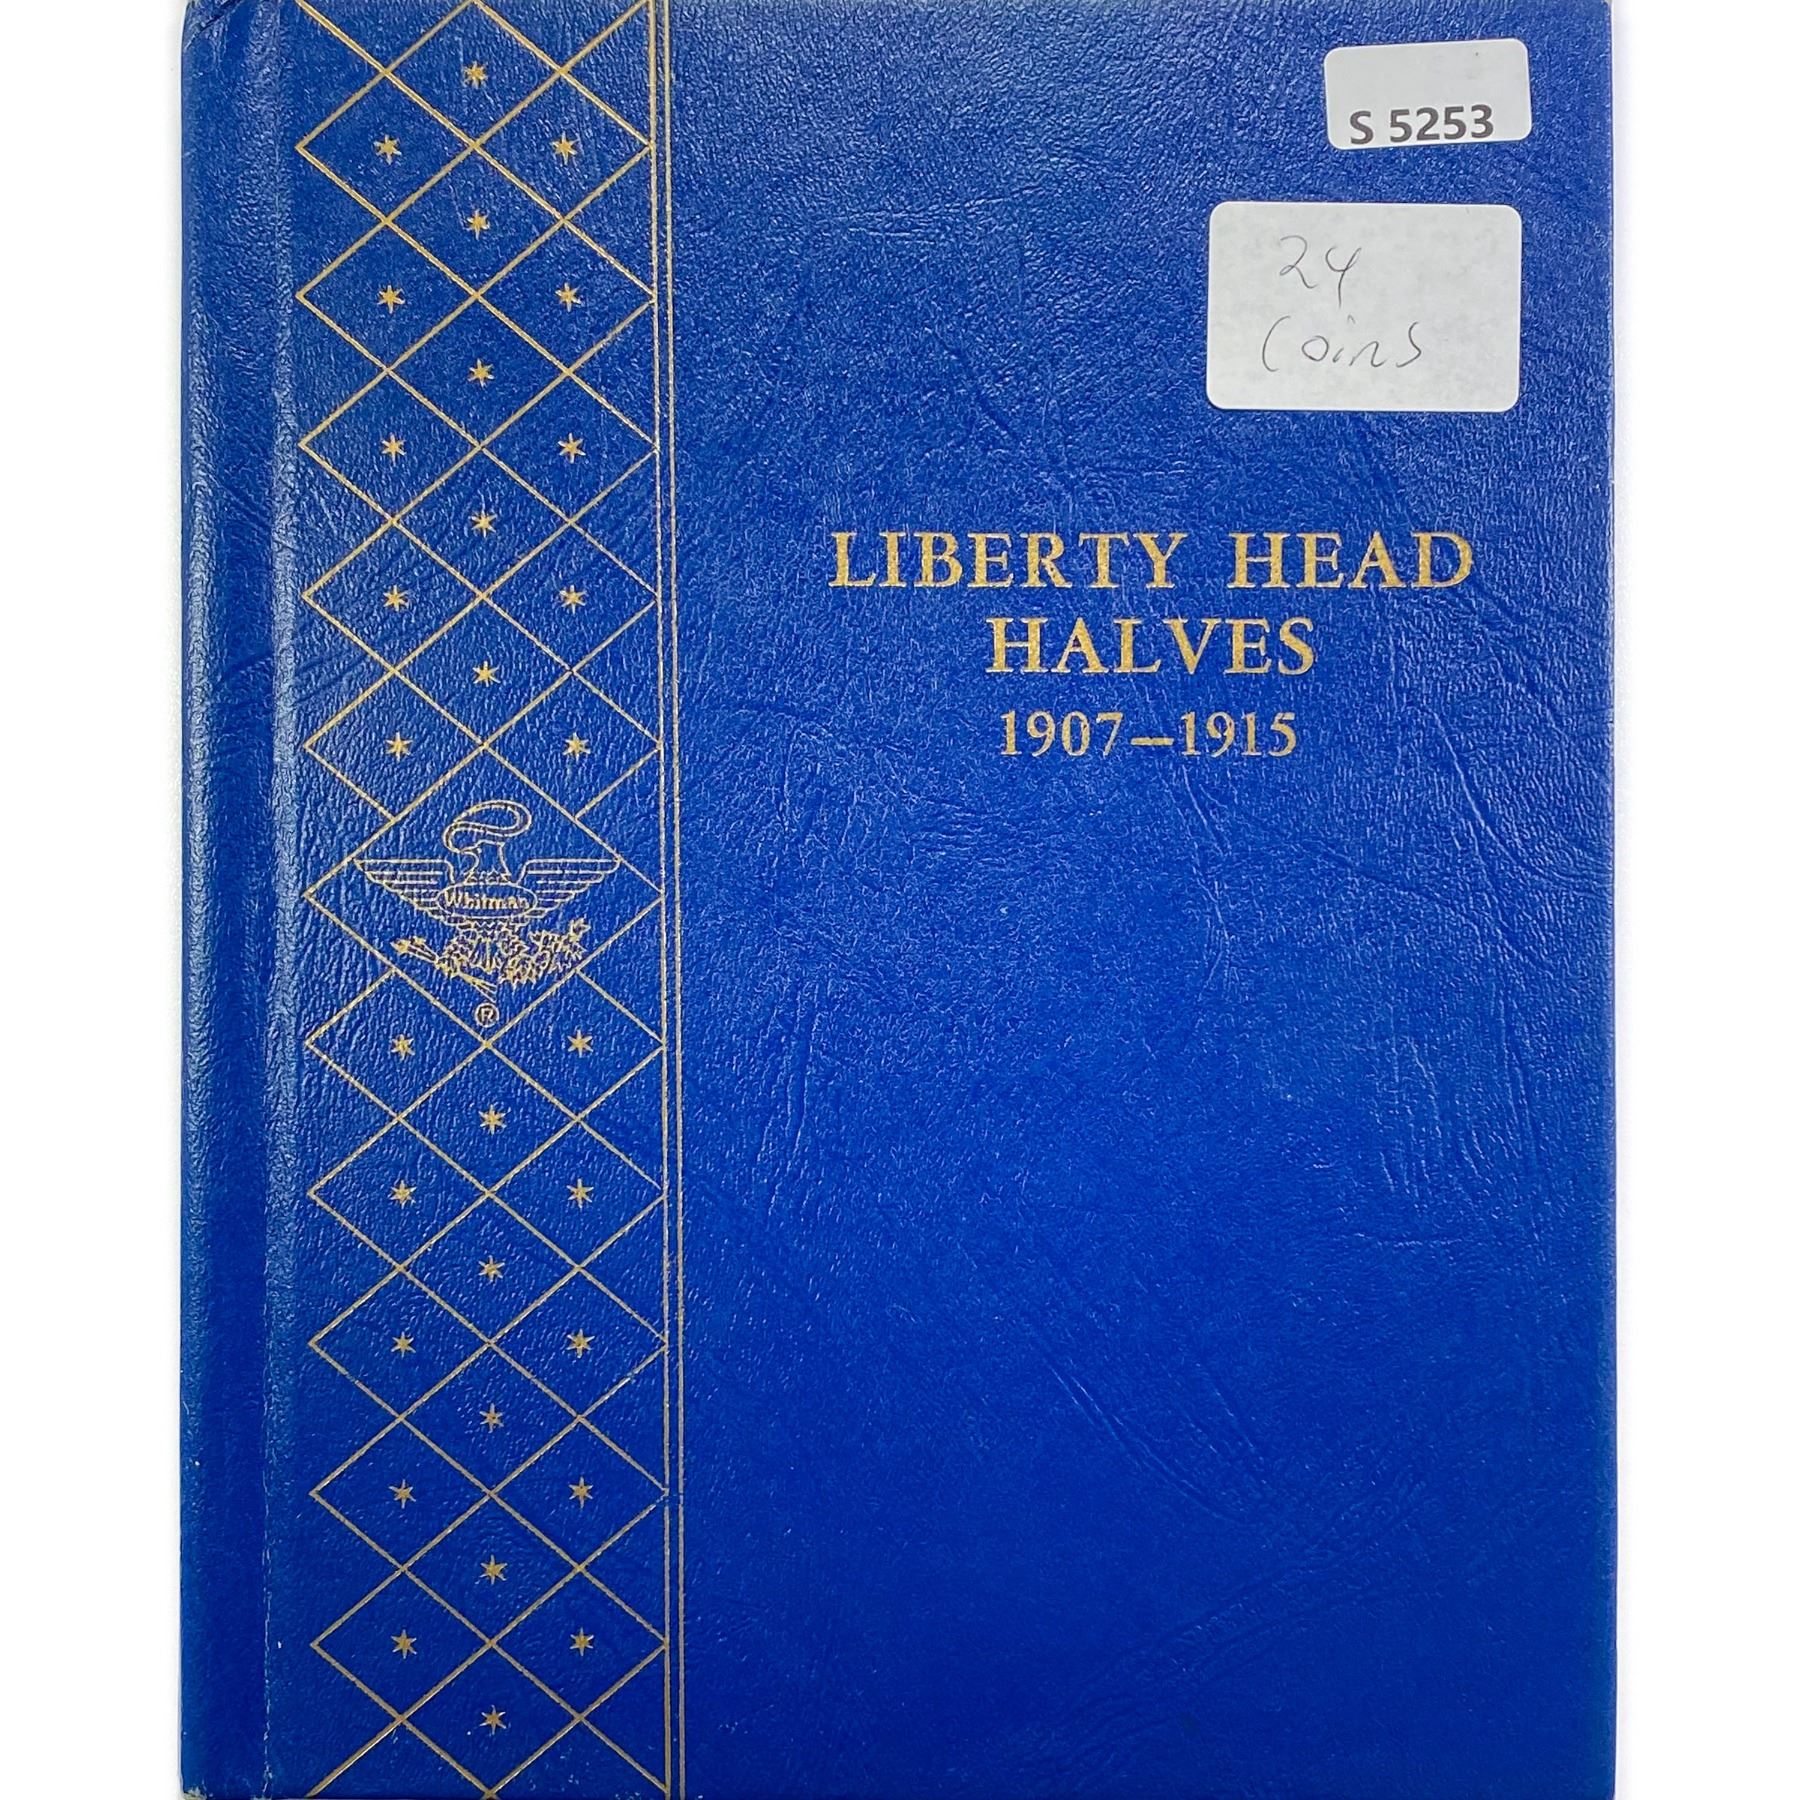 S 5253
24
Coins
LIBERTY HEAD
HALVES
1907–1915
Whitman
®